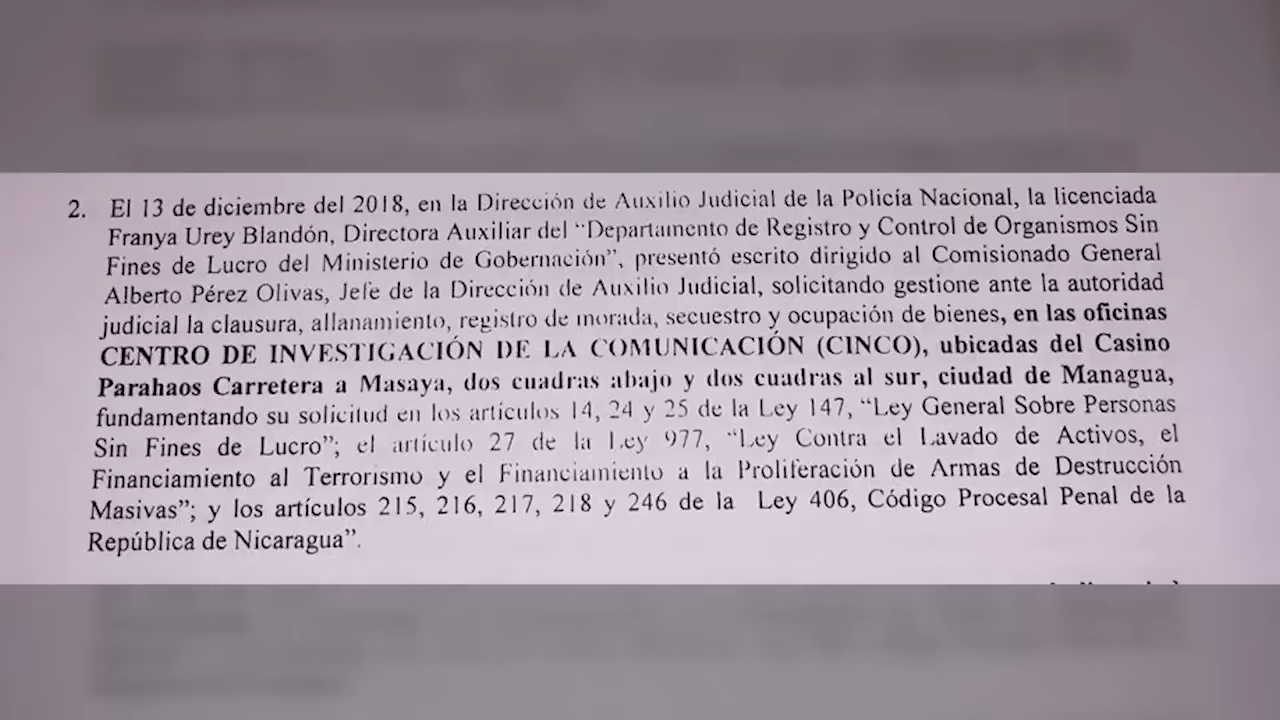 2. El 13 de diciembre del 2018, en la Dirección de Auxilio Judicial de la Policía Nacional, la licenciada
Franya Urey Blandón, Directora Auxiliar del “Departamento de Registro y Control de Organismos Sin
Fines de Lucro del Ministerio de Gobernación”, presentó escrito dirigido al Comisionado General
Alberto Pérez Olivas, Jefe de la Dirección de Auxilio Judicial, solicitando gestione ante la autoridad
judicial la clausura, allanamiento, registro de morada, secuestro y ocupación de bienes, en las oficinas
CENTRO DE INVESTIGACIÓN DE LA COMUNICACIÓN (CINCO), ubicadas del Casino
Parahaos Carretera a Masaya, dos cuadras abajo y dos cuadras al sur, ciudad de Managua,
fundamentando su solicitud en los artículos 14, 24 y 25 de la Ley 147, “Ley General Sobre Personas
Sin Fines de Lucro”; el artículo 27 de la Ley 977, “Ley Contra el Lavado de Activos, el
Financiamiento al Terrorismo y el Financiamiento a la Proliferación de Armas de Destrucción
Masivas”; y los artículos 215, 216, 217, 218 y 246 de la Ley 406, Código Procesal Penal de la
República de Nicaragua”.